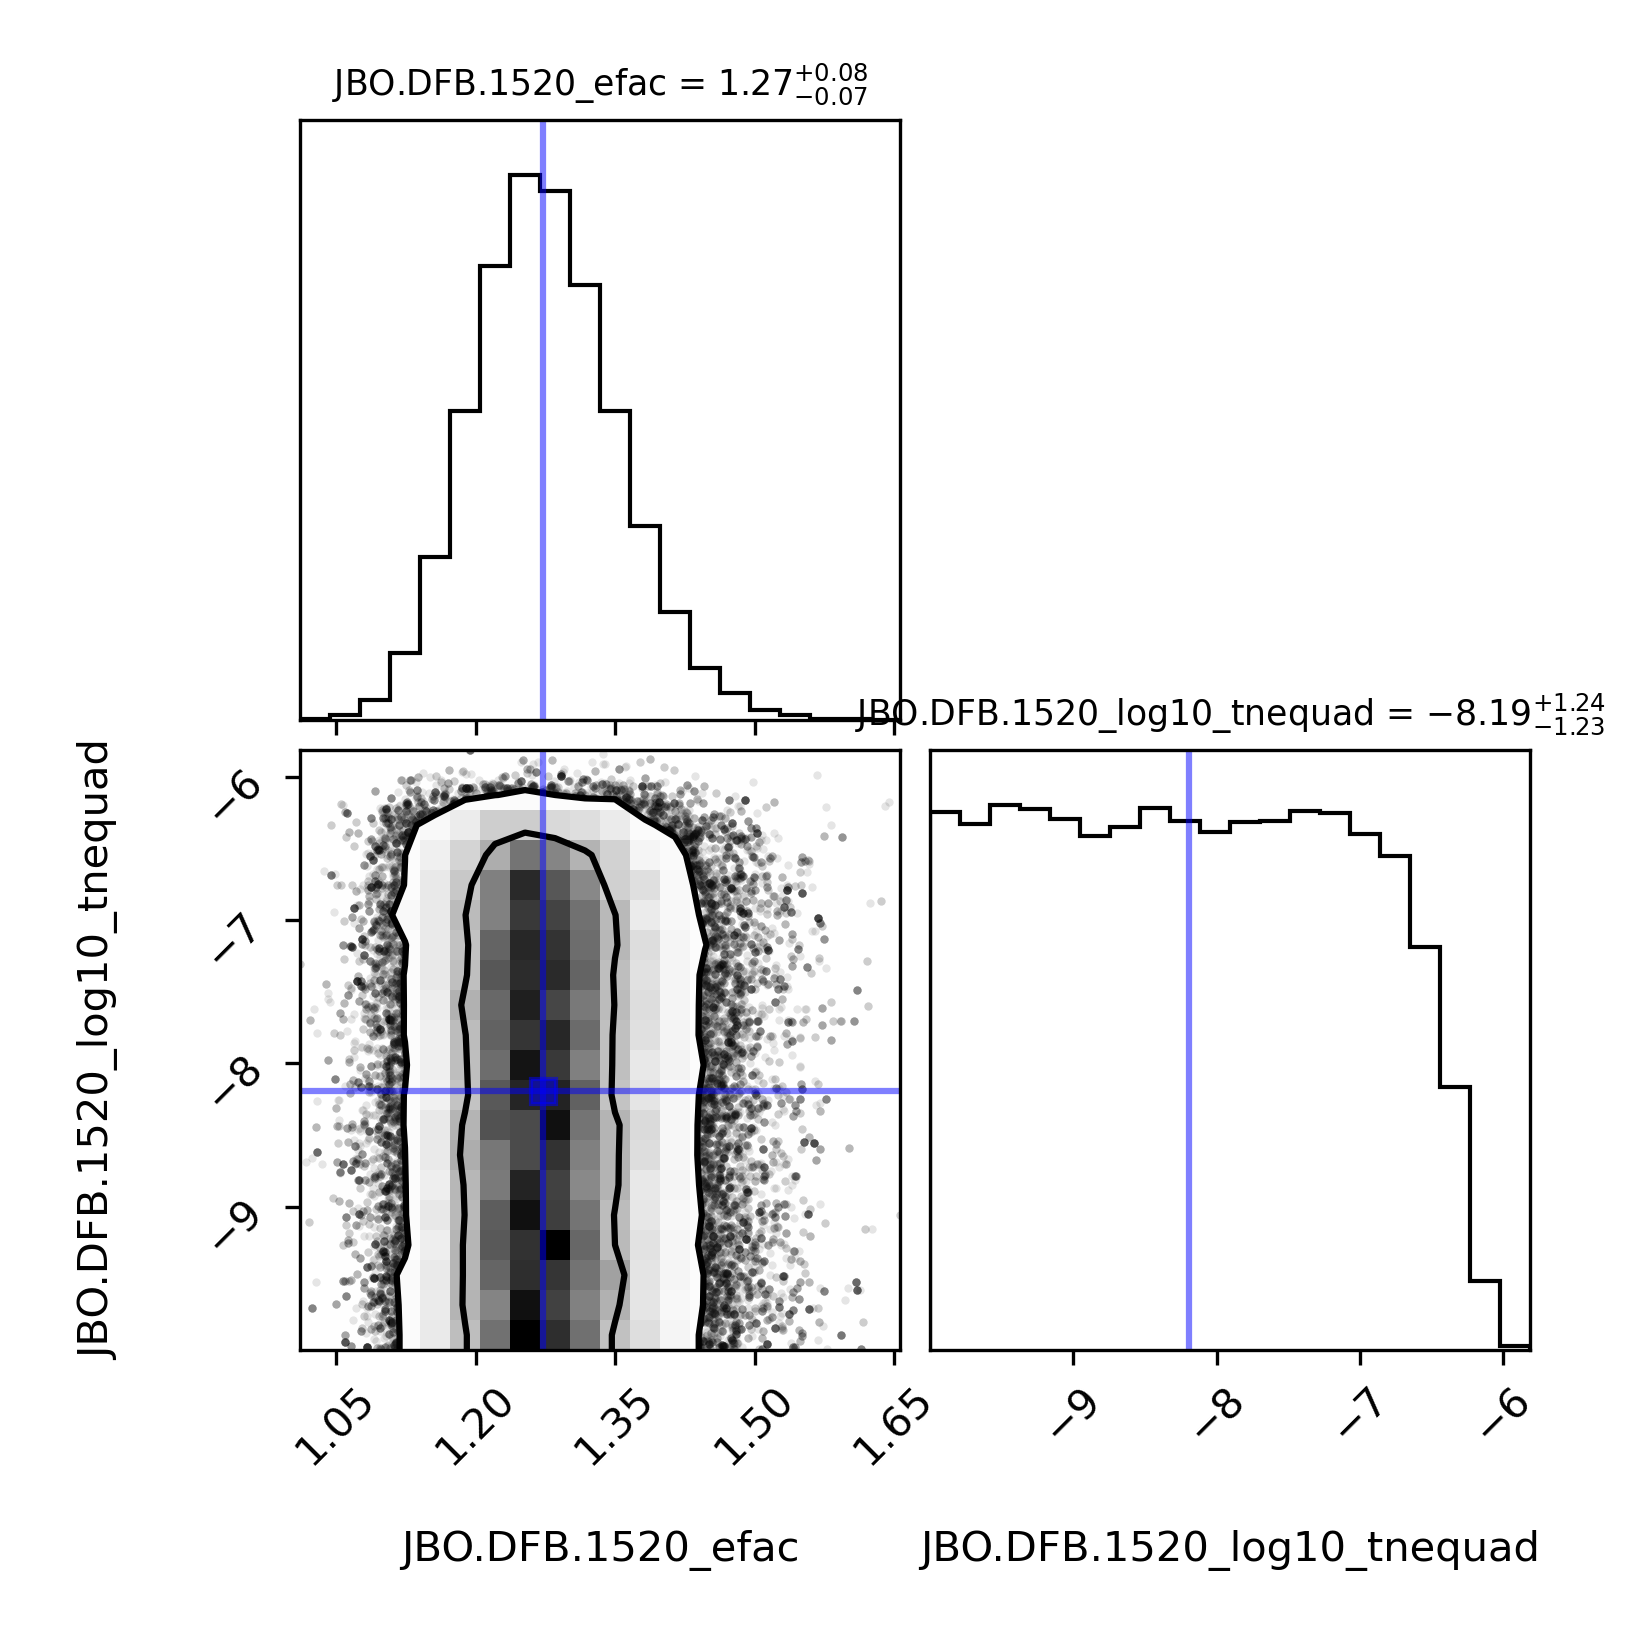 JBO.DFB.1520_efac = 1.27+0.08−0.07
JBO.DFB.1520_log10_tnequad = −8.19+1.24−1.23
JBO.DFB.1520_log10_tnequad
−6
−7
−8
−9
1.05 1.20 1.35 1.50 1.65
−9 −8 −7 −6
JBO.DFB.1520_efac
JBO.DFB.1520_log10_tnequad